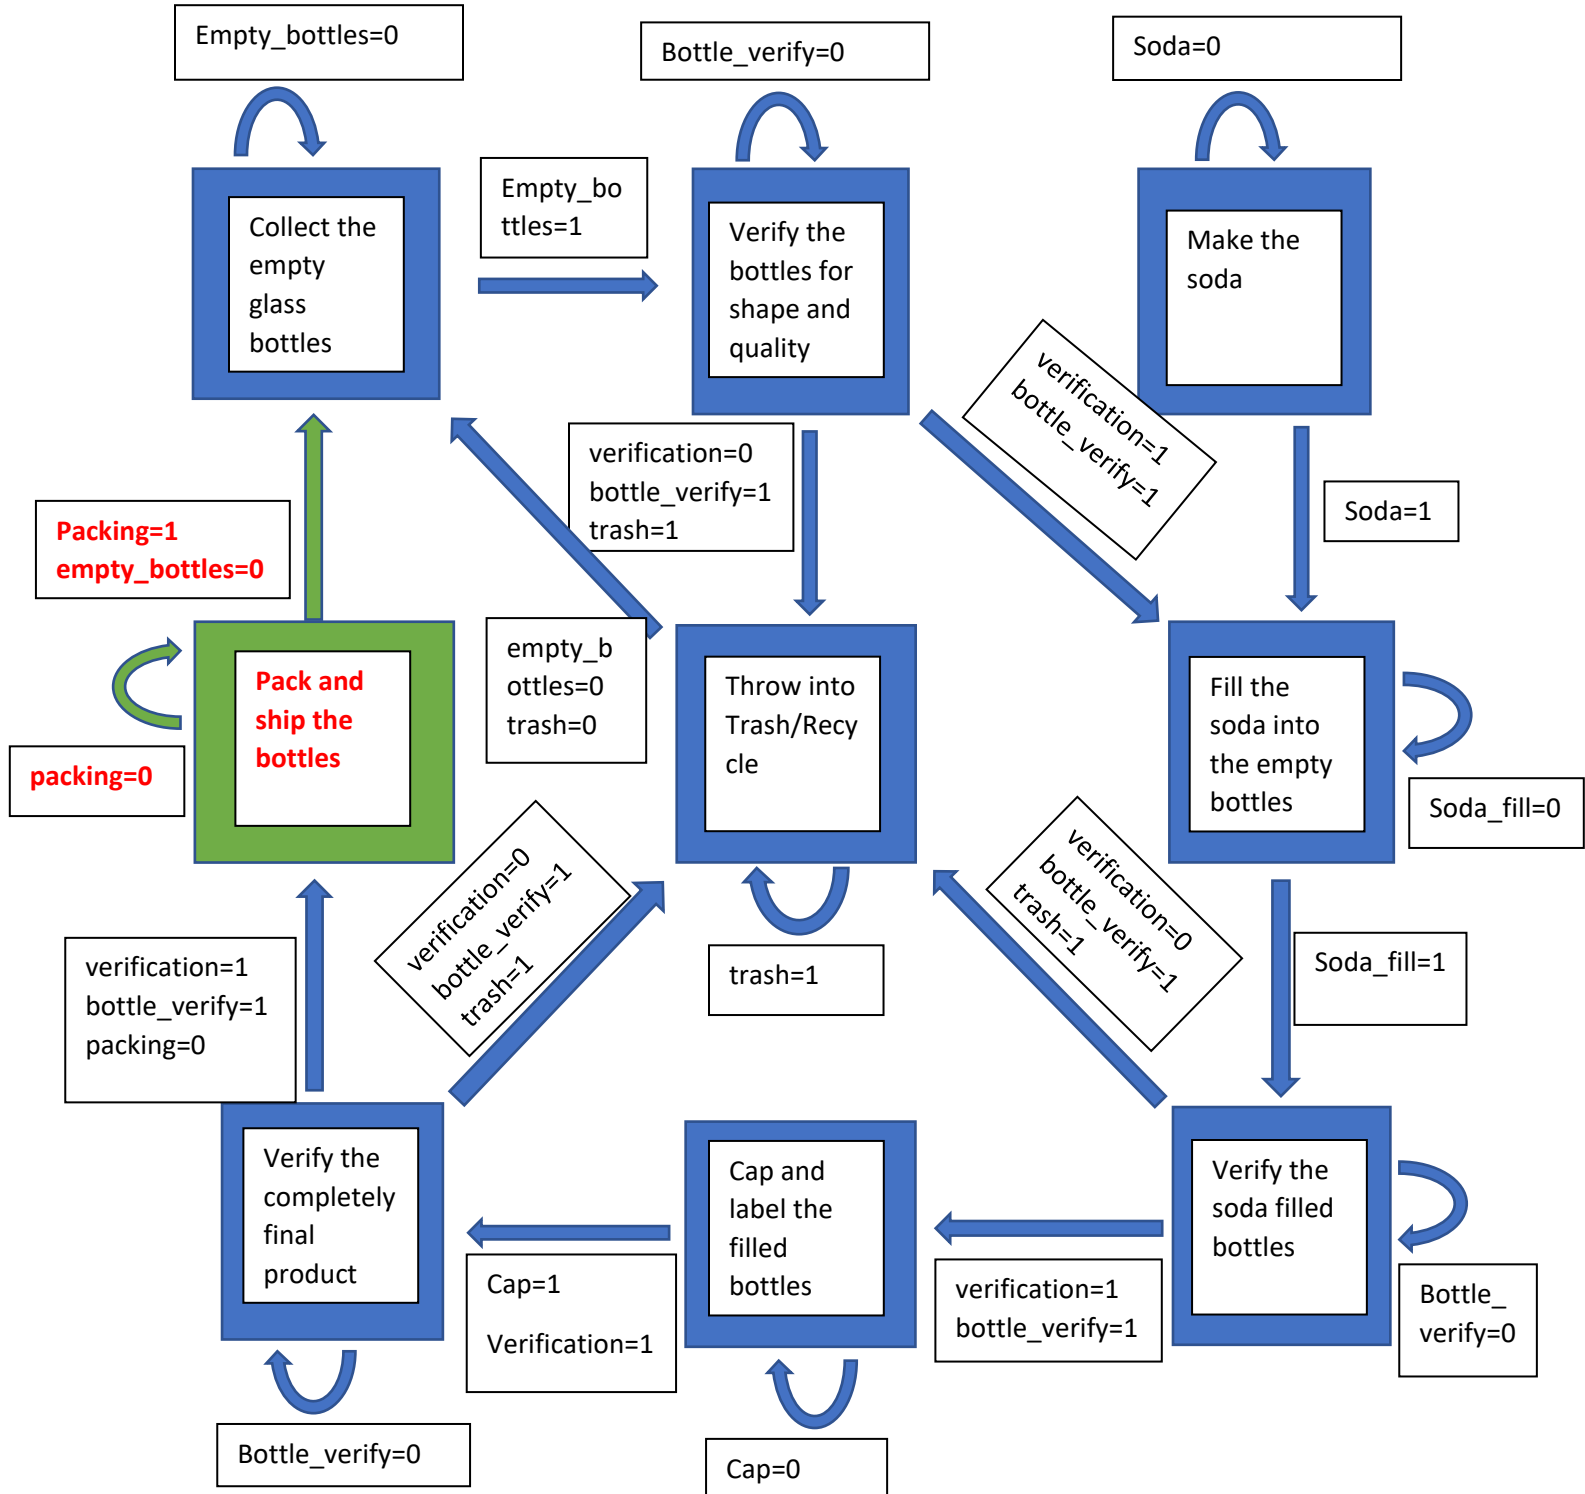 Empty_bottles=0
Bottle_verify=0
Soda=0
Collect the
empty
glass
bottles
Empty_bo
ttles=1
Verify the
bottles for
shape and
quality
Make the
soda
verification=1
bottle_verify=1
verification=0
bottle_verify=1
trash=1
Soda=1
Packing=1
empty_bottles=0
Pack and
ship the
bottles
packing=0
empty_b
ottles=0
trash=0
Throw into
Trash/Recy
cle
Fill the
soda into
the empty
bottles
Soda_fill=0
verification=0
bottle_verify=1
trash=1
trash=1
verification=0
bottle_verify=1
trash=1
Soda_fill=1
verification=1
bottle_verify=1
packing=0
Verify the
completely
final
product
Cap=1
Verification=1
Cap and
label the
filled
bottles
verification=1
bottle_verify=1
Verify the
soda filled
bottles
Bottle_
verify=0
Bottle_verify=0
Cap=0